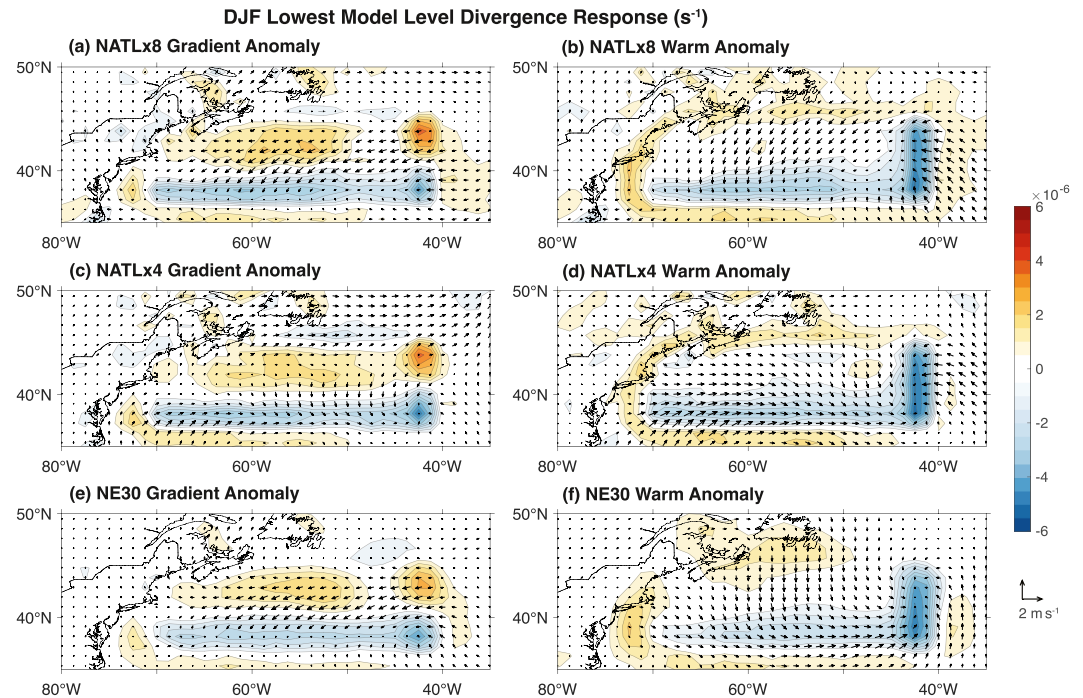 DJF Lowest Model Level Divergence Response (s⁻¹)
(a) NATLx8 Gradient Anomaly
(b) NATLx8 Warm Anomaly
50°N
40°N
80°W 60°W 40°W
50°N
40°N
80°W 60°W 40°W
(c) NATLx4 Gradient Anomaly
(d) NATLx4 Warm Anomaly
50°N
40°N
80°W 60°W 40°W
50°N
40°N
80°W 60°W 40°W
(e) NE30 Gradient Anomaly
(f) NE30 Warm Anomaly
50°N
40°N
80°W 60°W 40°W
50°N
40°N
80°W 60°W 40°W
×10⁻⁶
6
4
2
0
-2
-4
-6
2 m s⁻¹